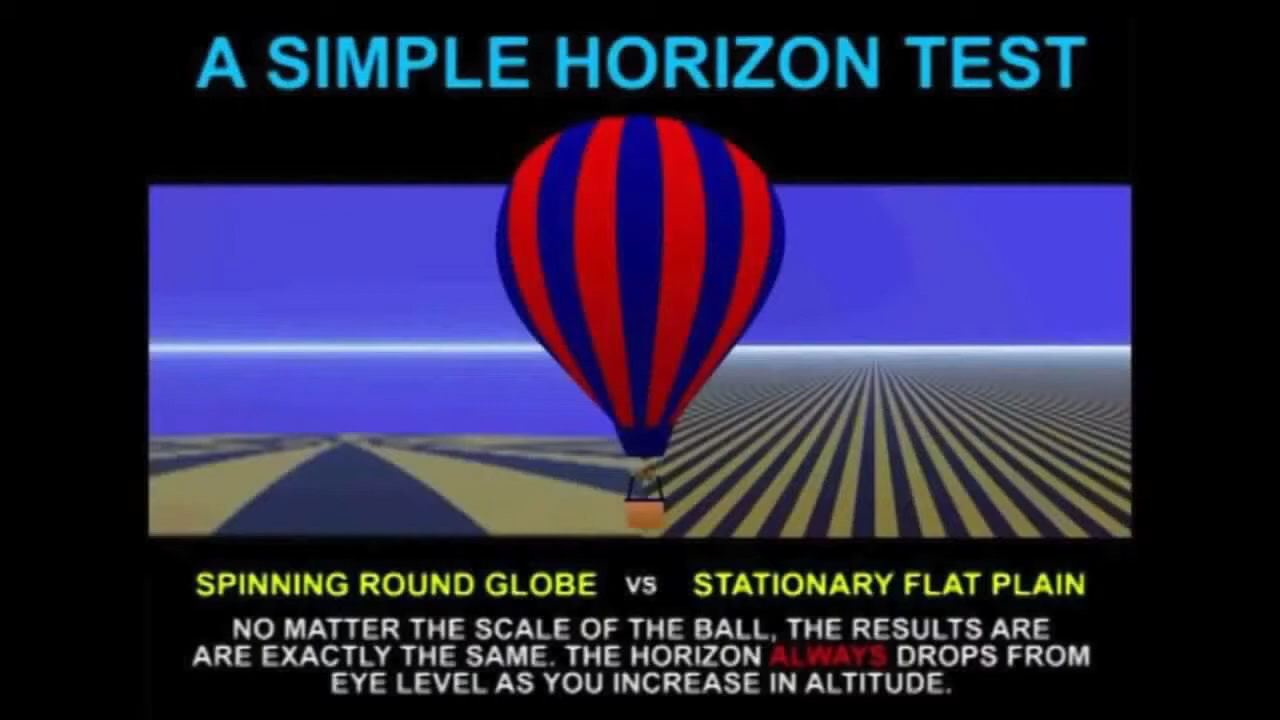 A SIMPLE HORIZON TEST
SPINNING ROUND GLOBE VS STATIONARY FLAT PLAIN
NO MATTER THE SCALE OF THE BALL, THE RESULTS ARE
ARE EXACTLY THE SAME. THE HORIZON ALWAYS DROPS FROM
EYE LEVEL AS YOU INCREASE IN ALTITUDE.